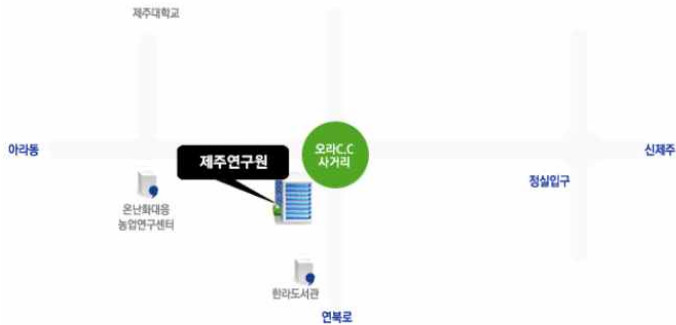 제주대학교
아라동
제주연구원
오라C.C
사거리
신제주
정실입구
온난화대응
농업연구센터
한라도서관
연북로